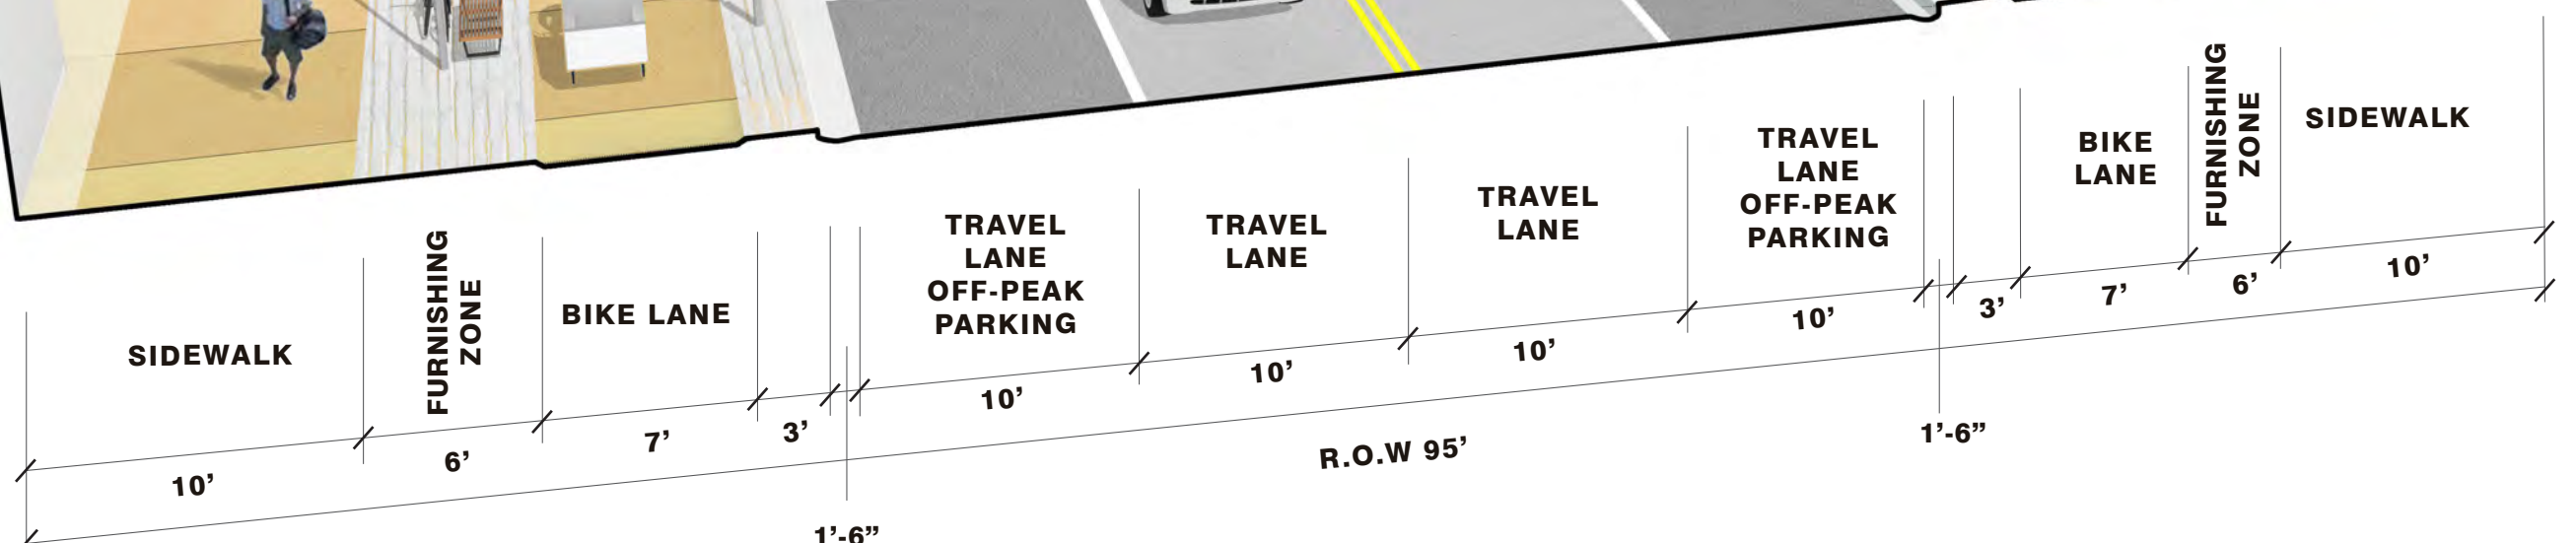 SIDEWALK
FURNISHING
ZONE
BIKE LANE
TRAVEL
LANE
OFF-PEAK
PARKING
TRAVEL
LANE
TRAVEL
LANE
TRAVEL
LANE
OFF-PEAK
PARKING
BIKE
LANE
FURNISHING
ZONE
SIDEWALK
10’
6’
7’
3’
1’-6”
10’
10’
10’
10’
1’-6”
3’
7’
6’
10’
R.O.W 95’